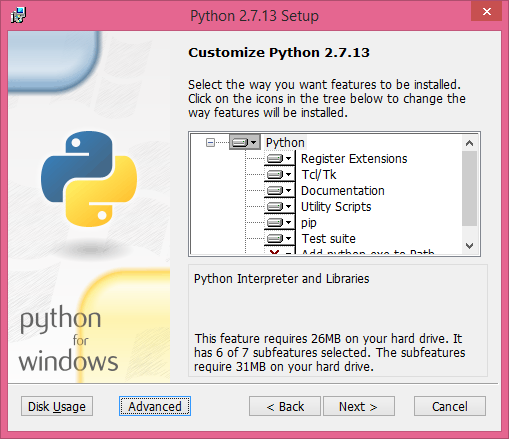 Python 2.7.13 Setup
Customize Python 2.7.13
Select the way you want features to be installed.
Click on the icons in the tree below to change the
way features will be installed.
Python
Register Extensions
Tcl/Tk
Documentation
Utility Scripts
pip
Test suite
Add python.exe to Path
Python Interpreter and Libraries
This feature requires 26MB on your hard drive. It
has 6 of 7 subfeatures selected. The subfeatures
require 31MB on your hard drive.
python
for
windows
Disk Usage
Advanced
< Back
Next >
Cancel